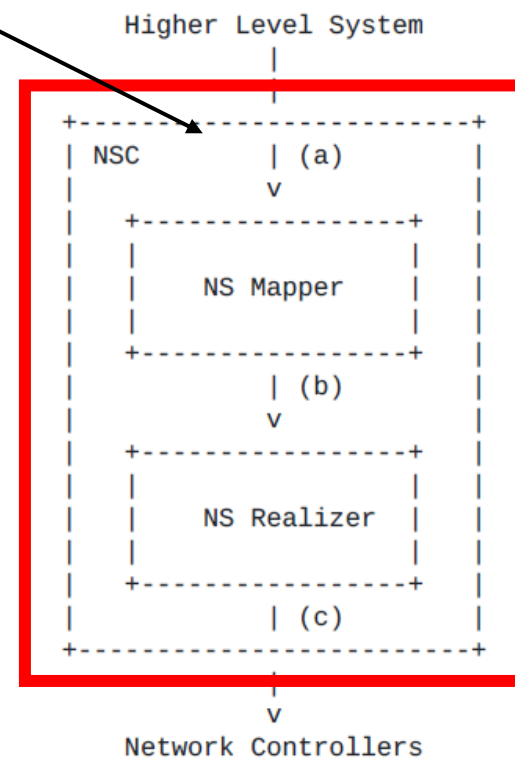 Higher Level System
NSC (a)
v
NS Mapper
(b)
v
NS Realizer
(c)
v
Network Controllers